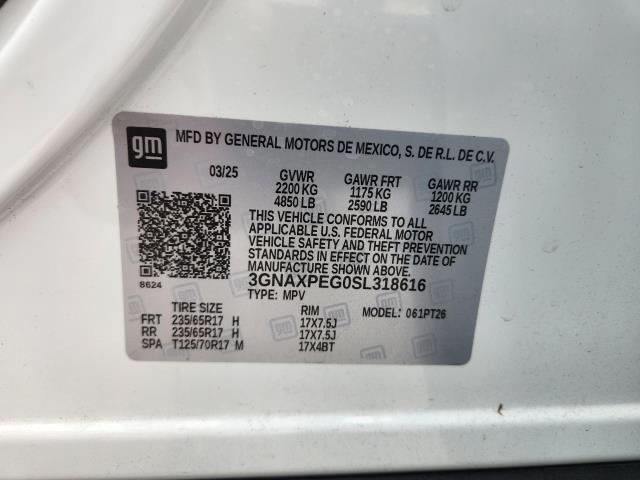 gm
MFD BY GENERAL MOTORS DE MEXICO, S. DE R.L. DE C.V.
03/25 GVWR GAWR FRT GAWR RR
2200 KG 1175 KG 1200 KG
4850 LB 2590 LB 2645 LB
THIS VEHICLE CONFORMS TO ALL
APPLICABLE U.S. FEDERAL MOTOR
VEHICLE SAFETY AND THEFT PREVENTION
STANDARDS IN EFFECT ON THE DATE OF
MANUFACTURE SHOWN ABOVE.
3GNAXPEG0SL318616
8624
TYPE: MPV
TIRE SIZE RIM MODEL: 061PT26
FRT 235/65R17 H 17X7.5J
RR 235/65R17 H 17X7.5J
SPA T125/70R17 M 17X4BT